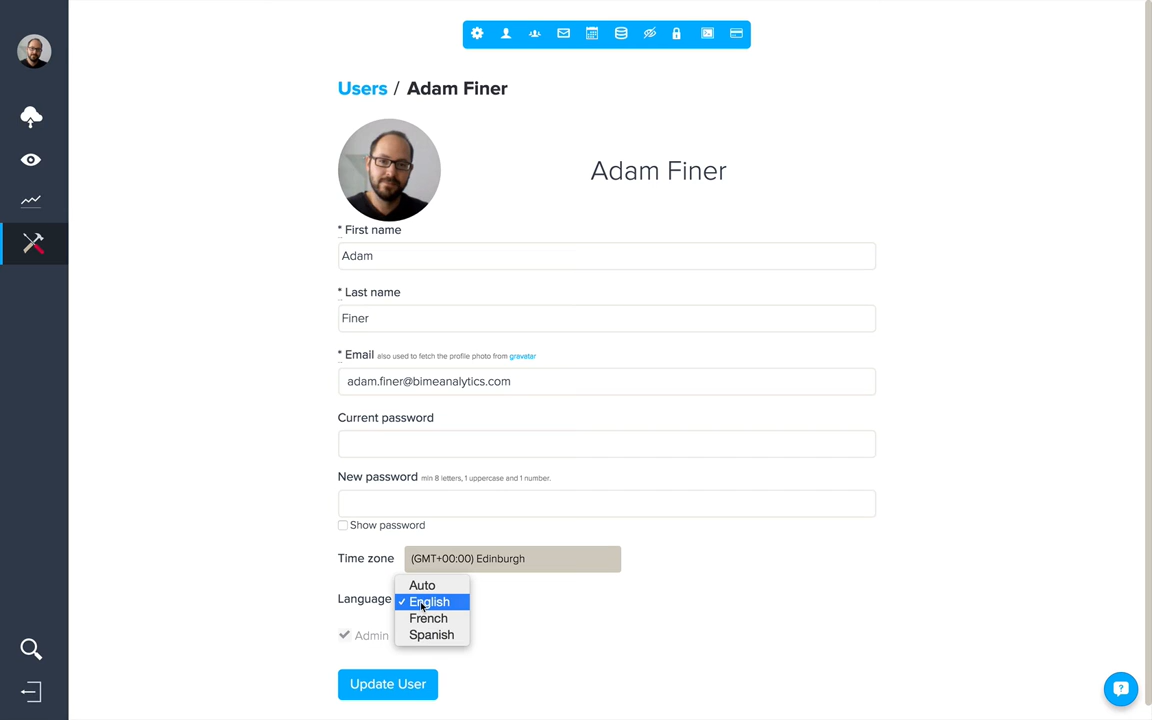 Users / Adam Finer
Adam Finer
* First name
Adam
* Last name
Finer
* Email also used to fetch the profile photo from gravatar
adam.finer@bimeanalytics.com
Current password
New password min 8 letters, 1 uppercase and 1 number.
Show password
Time zone (GMT+00:00) Edinburgh
Auto
Language ✓ English
French
Admin Spanish
Update User